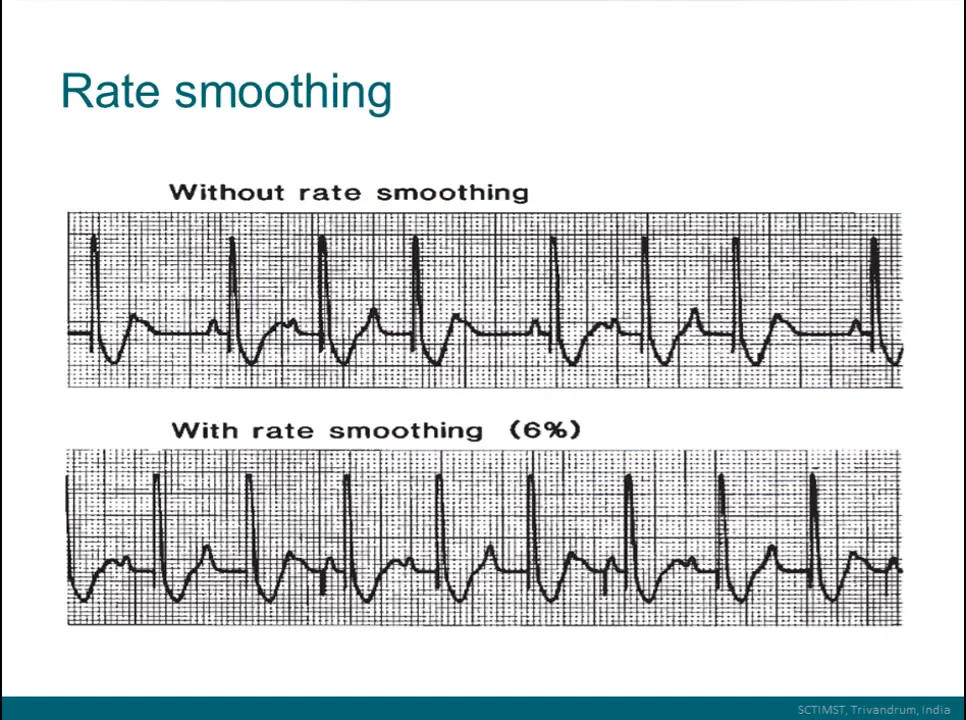 Rate smoothing
Without rate smoothing
With rate smoothing (6%)
SCTIMST, Trivandrum, India